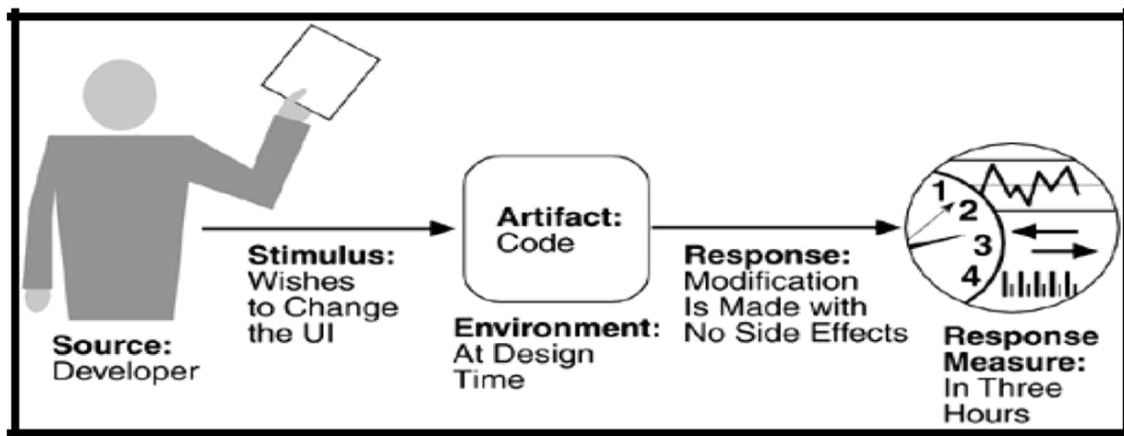 Source:
Developer
Stimulus:
Wishes
to Change
the UI
Artifact:
Code
Environment:
At Design
Time
Response:
Modification
Is Made with
No Side Effects
1
2
3
4
Response
Measure:
In Three
Hours